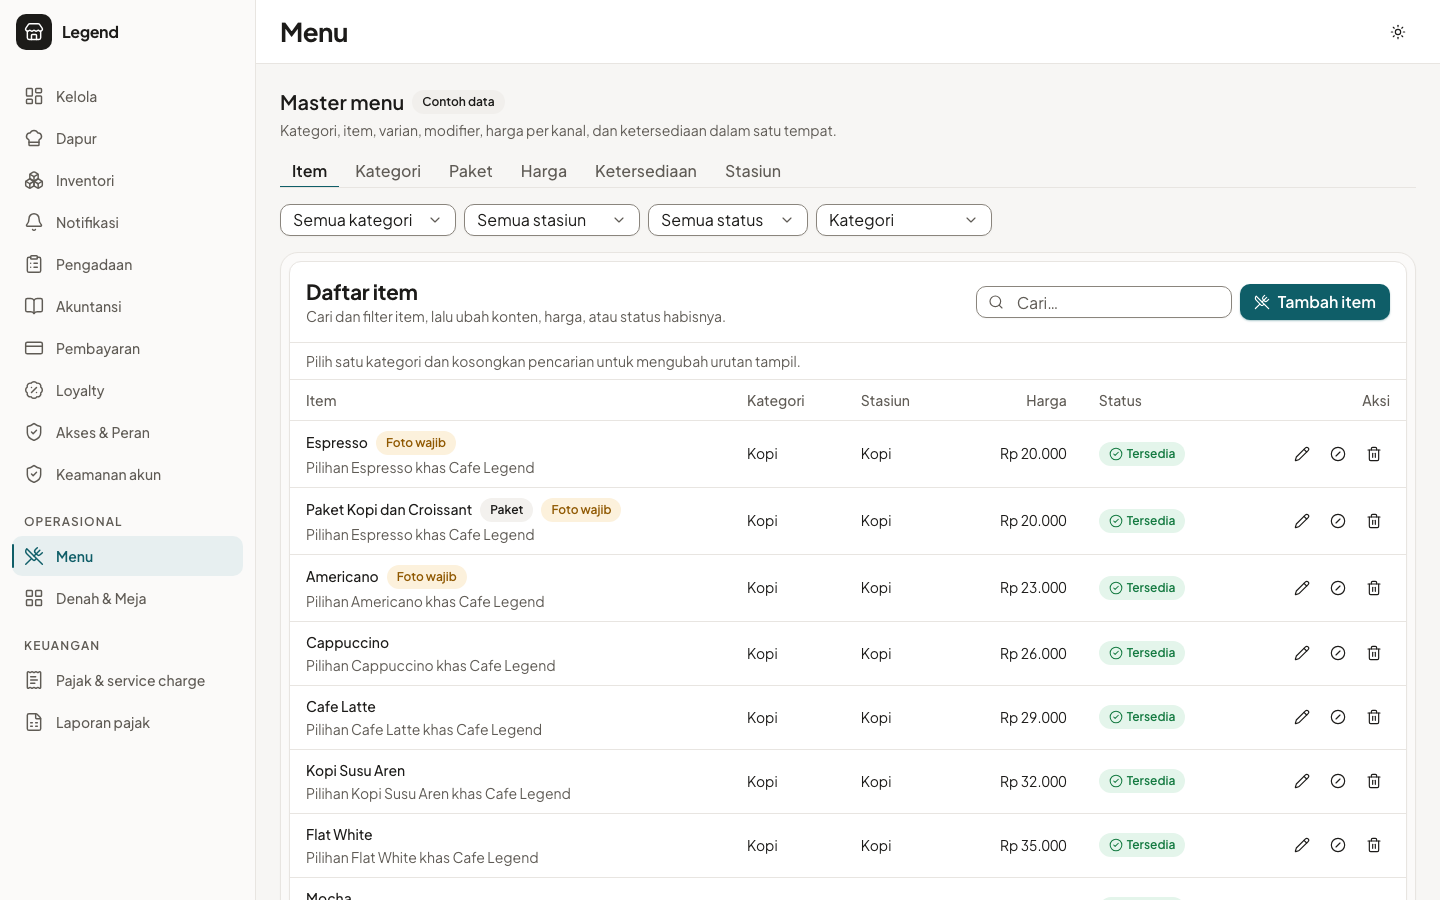 Legend
Menu
Kelola
Dapur
Inventori
Notifikasi
Pengadaan
Akuntansi
Pembayaran
Loyalty
Akses & Peran
Keamanan akun
OPERASIONAL
Menu
Denah & Meja
KEUANGAN
Pajak & service charge
Laporan pajak
Master menu Contoh data
Kategori, item, varian, modifier, harga per kanal, dan ketersediaan dalam satu tempat.
Item Kategori Paket Harga Ketersediaan Stasiun
Semua kategori Semua stasiun Semua status Kategori
Daftar item
Cari dan filter item, lalu ubah konten, harga, atau status habisnya.
Cari... Tambah item
Pilih satu kategori dan kosongkan pencarian untuk mengubah urutan tampil.
Item Kategori Stasiun Harga Status Aksi
Espresso Foto wajib
Pilihan Espresso khas Cafe Legend
Kopi Kopi Rp 20.000 Tersedia
Paket Kopi dan Croissant Paket Foto wajib
Pilihan Espresso khas Cafe Legend
Kopi Kopi Rp 20.000 Tersedia
Americano Foto wajib
Pilihan Americano khas Cafe Legend
Kopi Kopi Rp 23.000 Tersedia
Cappuccino
Pilihan Cappuccino khas Cafe Legend
Kopi Kopi Rp 26.000 Tersedia
Cafe Latte
Pilihan Cafe Latte khas Cafe Legend
Kopi Kopi Rp 29.000 Tersedia
Kopi Susu Aren
Pilihan Kopi Susu Aren khas Cafe Legend
Kopi Kopi Rp 32.000 Tersedia
Flat White
Pilihan Flat White khas Cafe Legend
Kopi Kopi Rp 35.000 Tersedia
Mocha